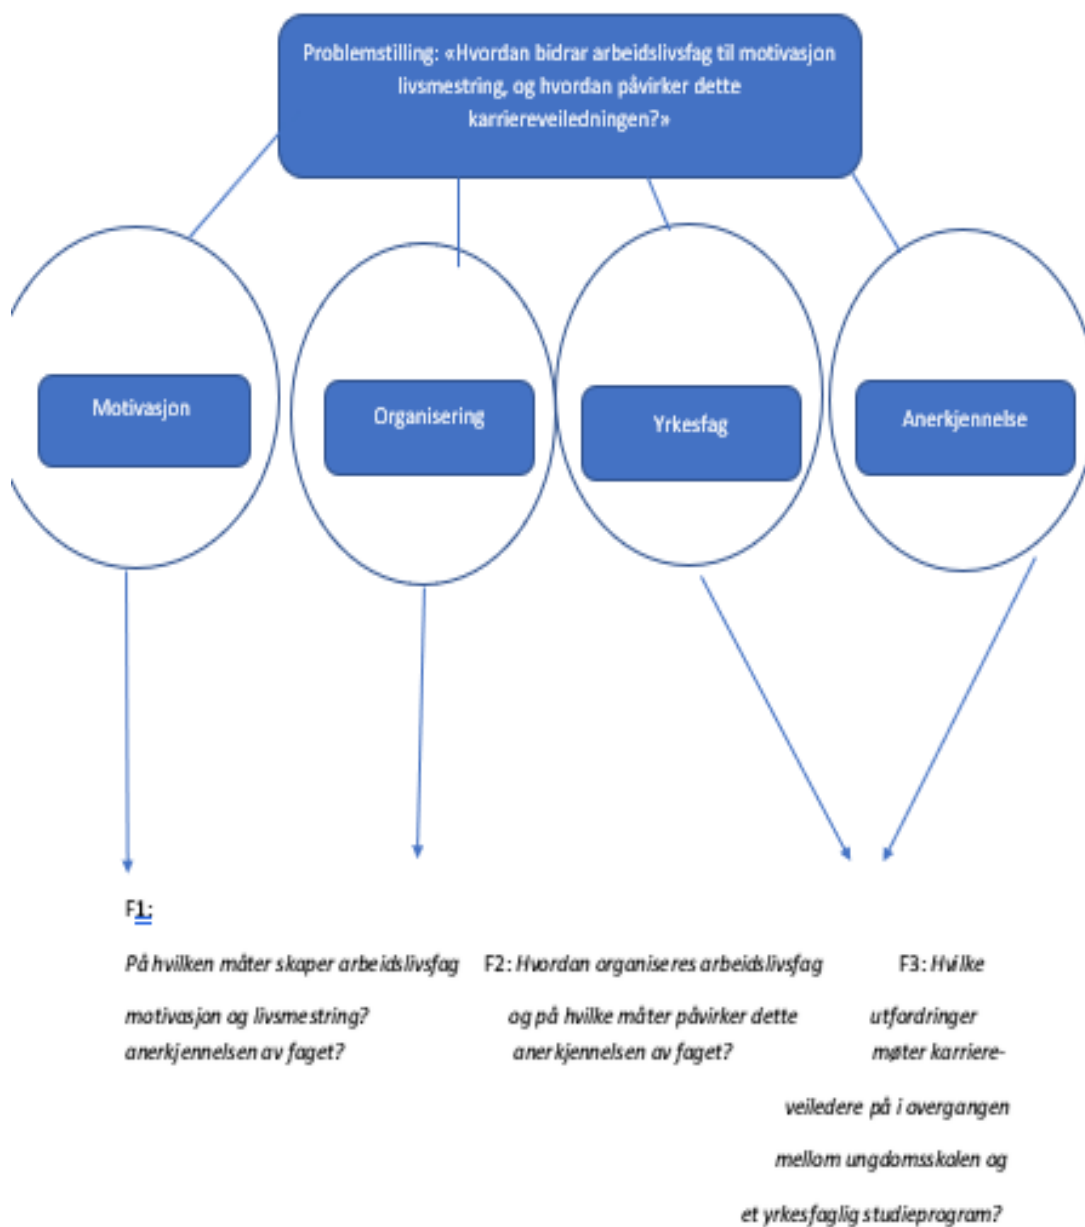 Problemstilling: «Hvordan bidrar arbeidslivsfag til motivasjon
livsmestring, og hvordan påvirker dette
karriereveiledningen?»
Motivasjon
Organisering
Yrkesfag
Anerkjennelse
F1:
På hvilken måter skaper arbeidslivsfag
motivasjon og livsmestring?
anerkjennelsen av faget?
F2: Hvordan organiseres arbeidslivsfag
og på hvilke måter påvirker dette
anerkjennelsen av faget?
F3: Hvilke
utfordringer
møter karriere-
veiledere på i overgangen
mellom ungdomsskolen og
et yrkesfaglig studieprogram?